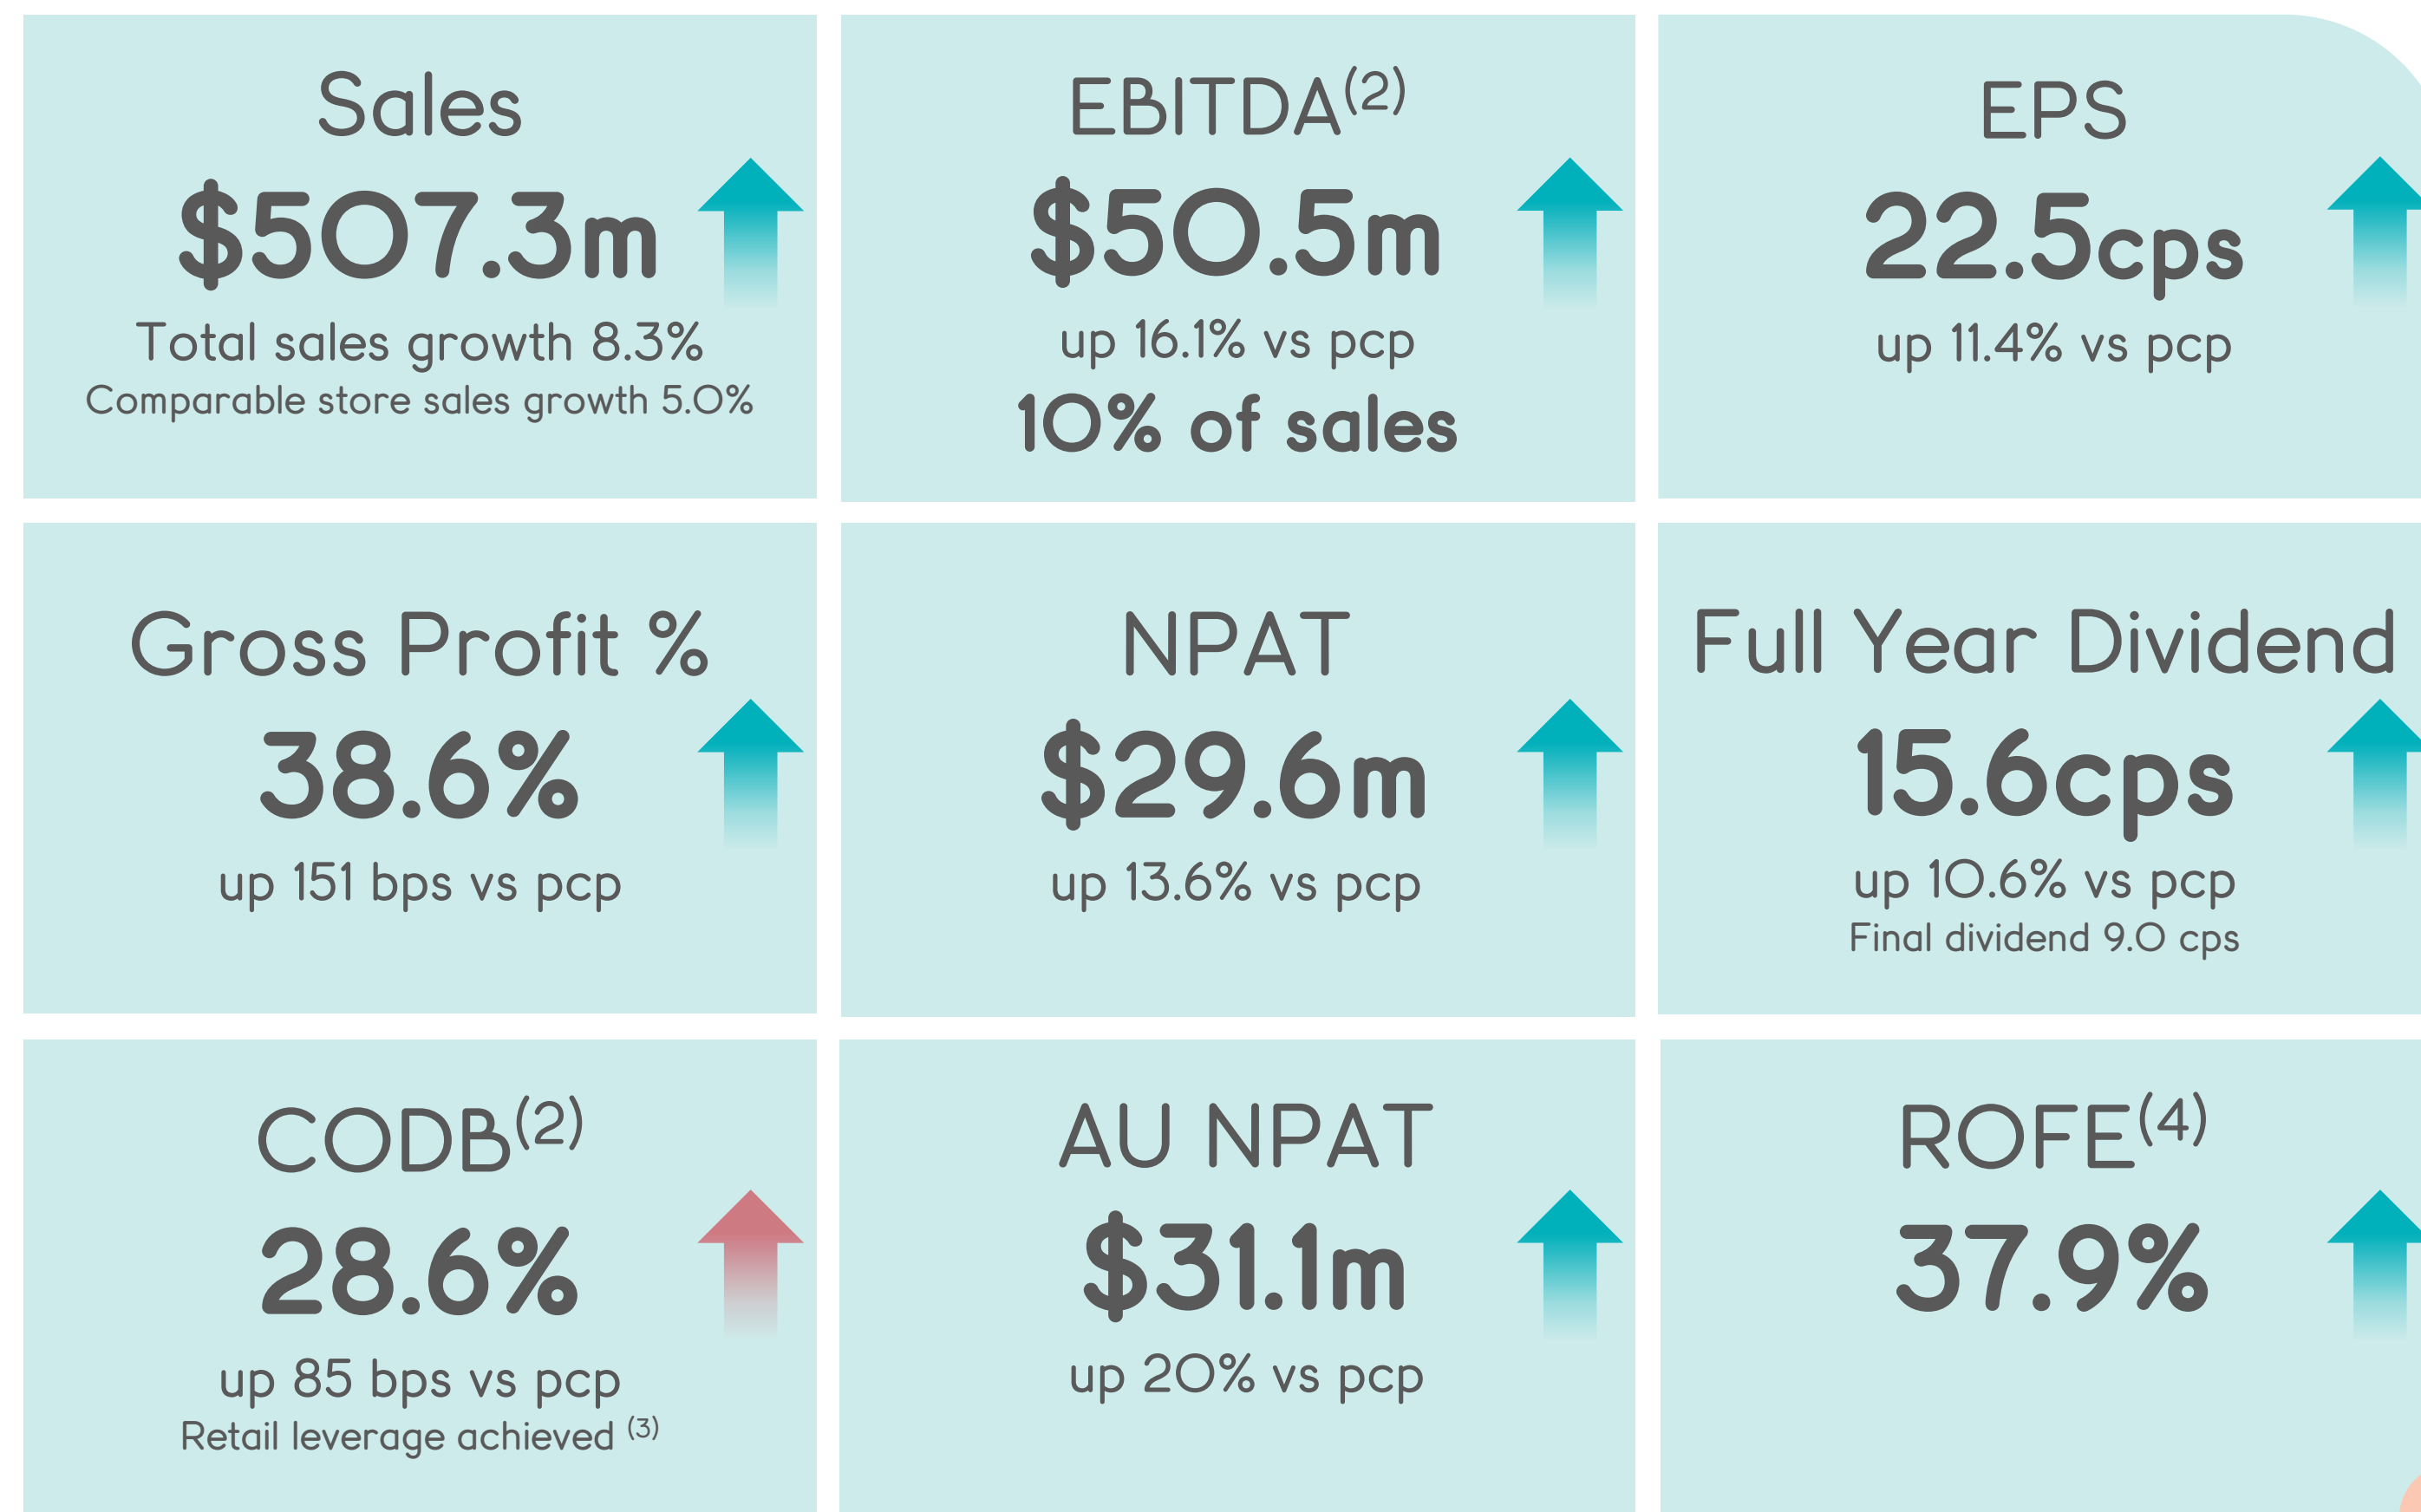 Sales
$507.3m
Total sales growth 8.3%
Comparable store sales growth 5.0%
EBITDA(2)
$50.5m
up 16.1% vs pcp
10% of sales
EPS
22.5cps
up 11.4% vs pcp
Gross Profit %
38.6%
up 151 bps vs pcp
NPAT
$29.6m
up 13.6% vs pcp
Full Year Dividend
15.6cps
up 10.6% vs pcp
Final dividend 9.0 cps
CODB(2)
28.6%
up 85 bps vs pcp
Retail leverage achieved (3)
AU NPAT
$31.1m
up 20% vs pcp
ROFE(4)
37.9%